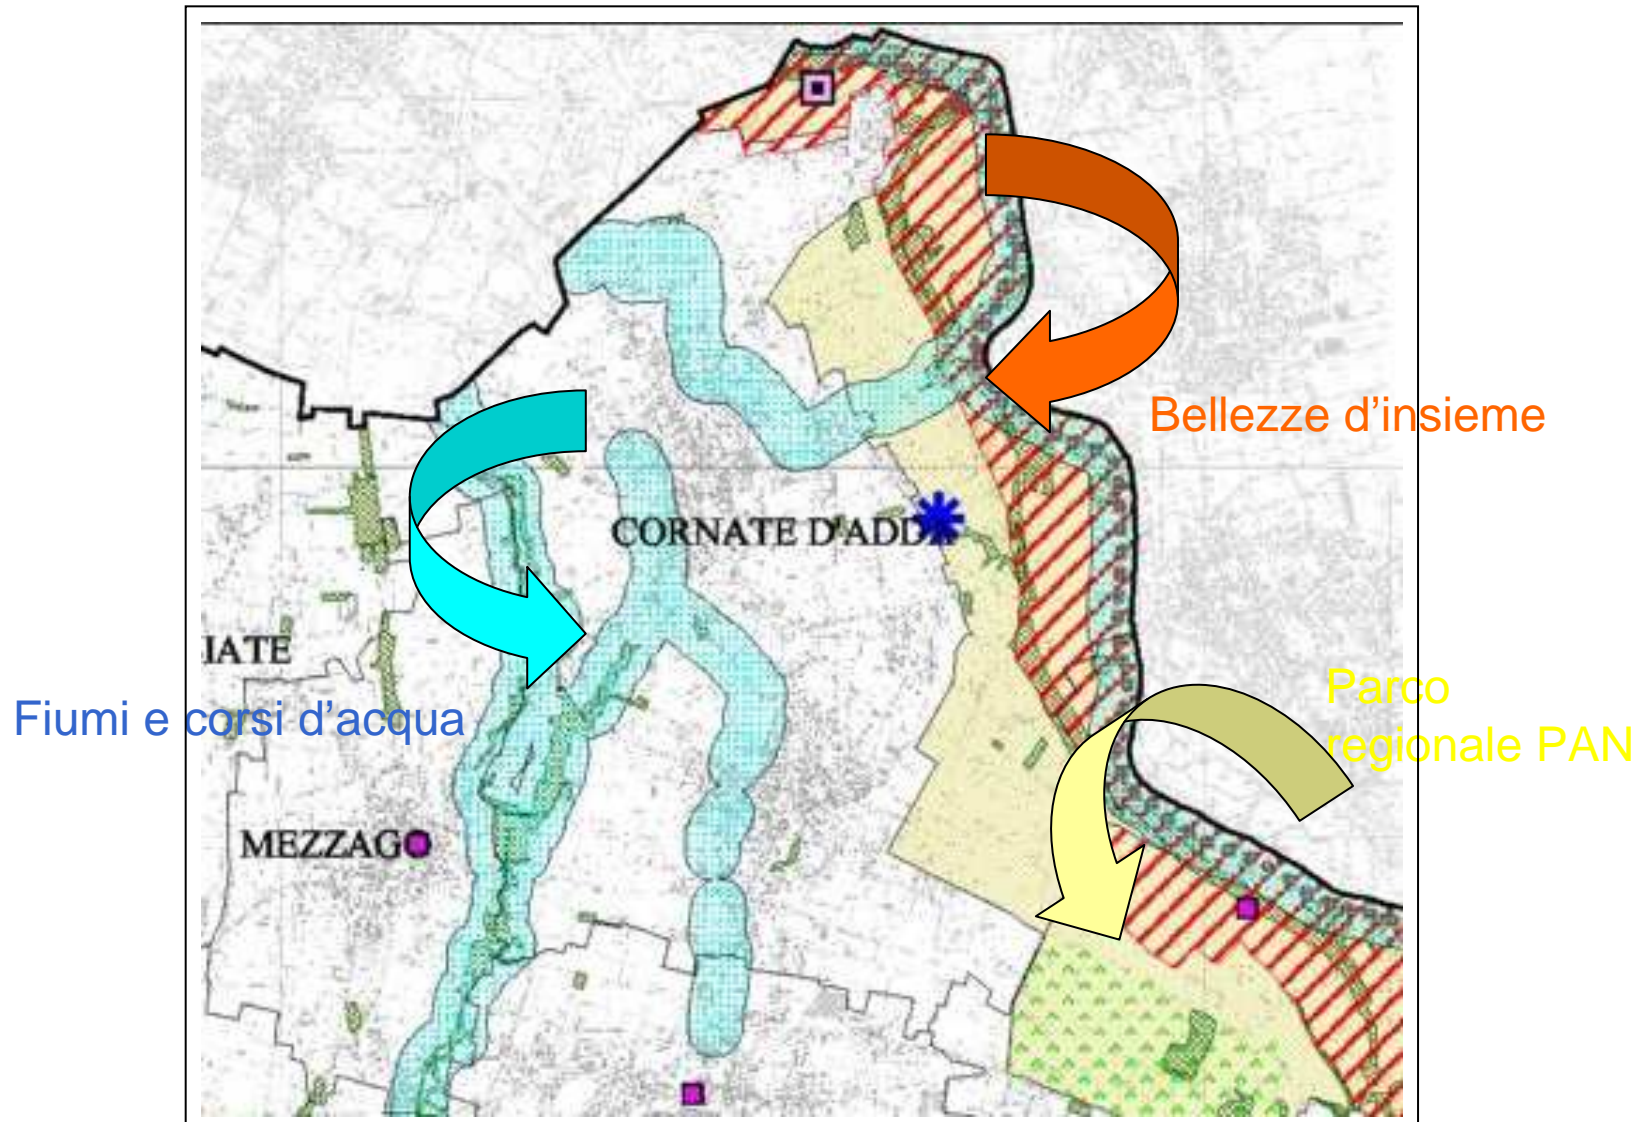 Bellezze d'insieme
CORNATE D'ADDA
IATE
Fiumi e corsi d'acqua
Parco
regionale PAN
MEZZAGO